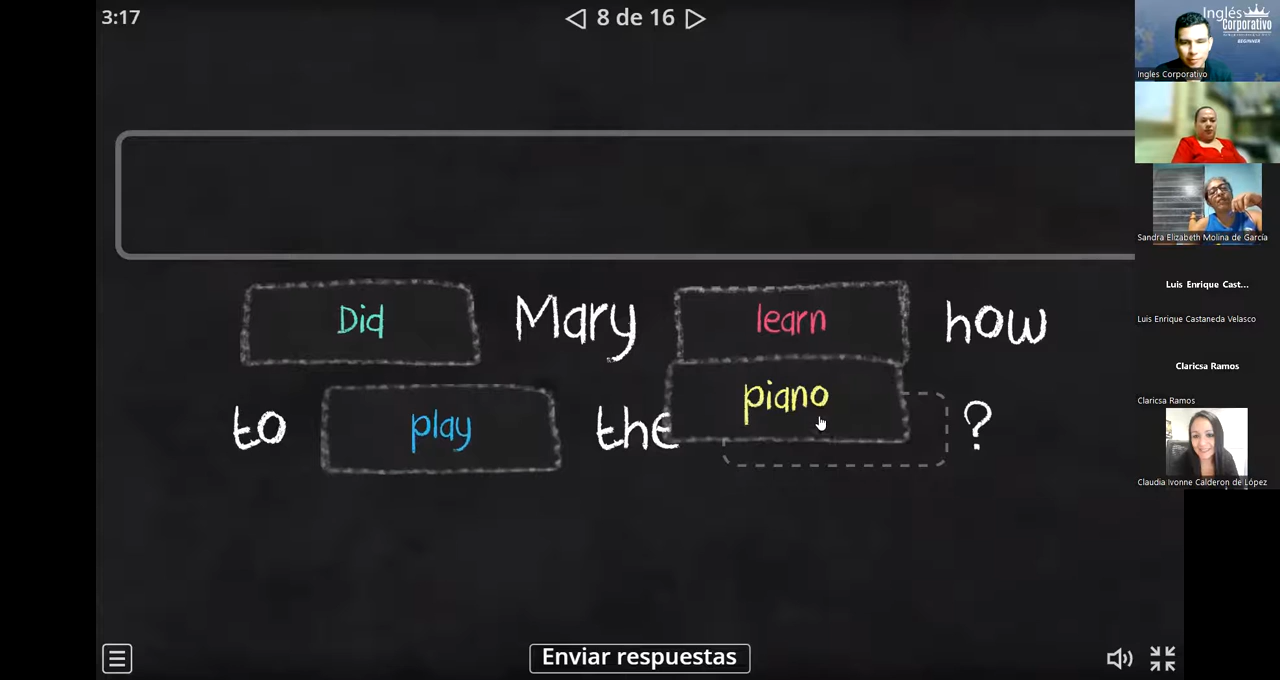 3:17
8 de 16
Did Mary learn how
to play the piano ?
Enviar respuestas
Inglés
Corporativo
BEGINNER
Ingles Corporativo
Sandra Elizabeth Molina de García
Luis Enrique Cast...
Luis Enrique Castaneda Velasco
Claricsa Ramos
Claricsa Ramos
Claudia Ivonne Calderon de López